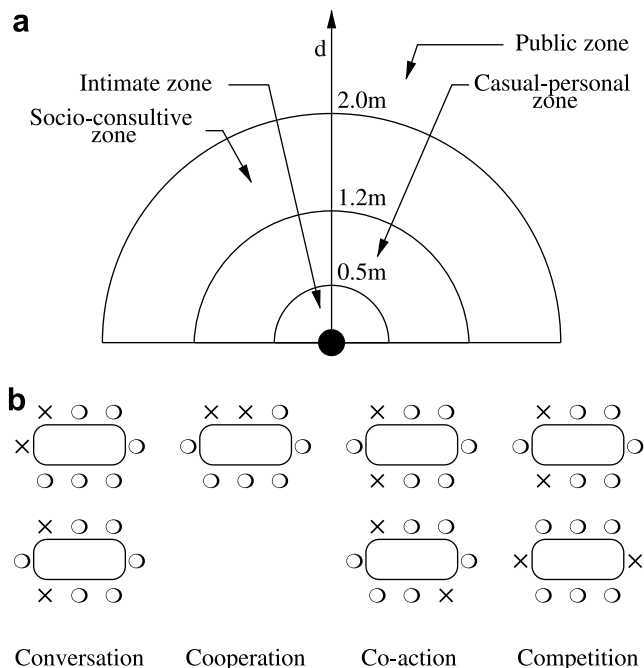 a
d
Public zone
Intimate zone
Casual-personal
zone
2.0m
Socio-consultive
zone
1.2m
0.5m
b
Conversation Cooperation Co-action Competition